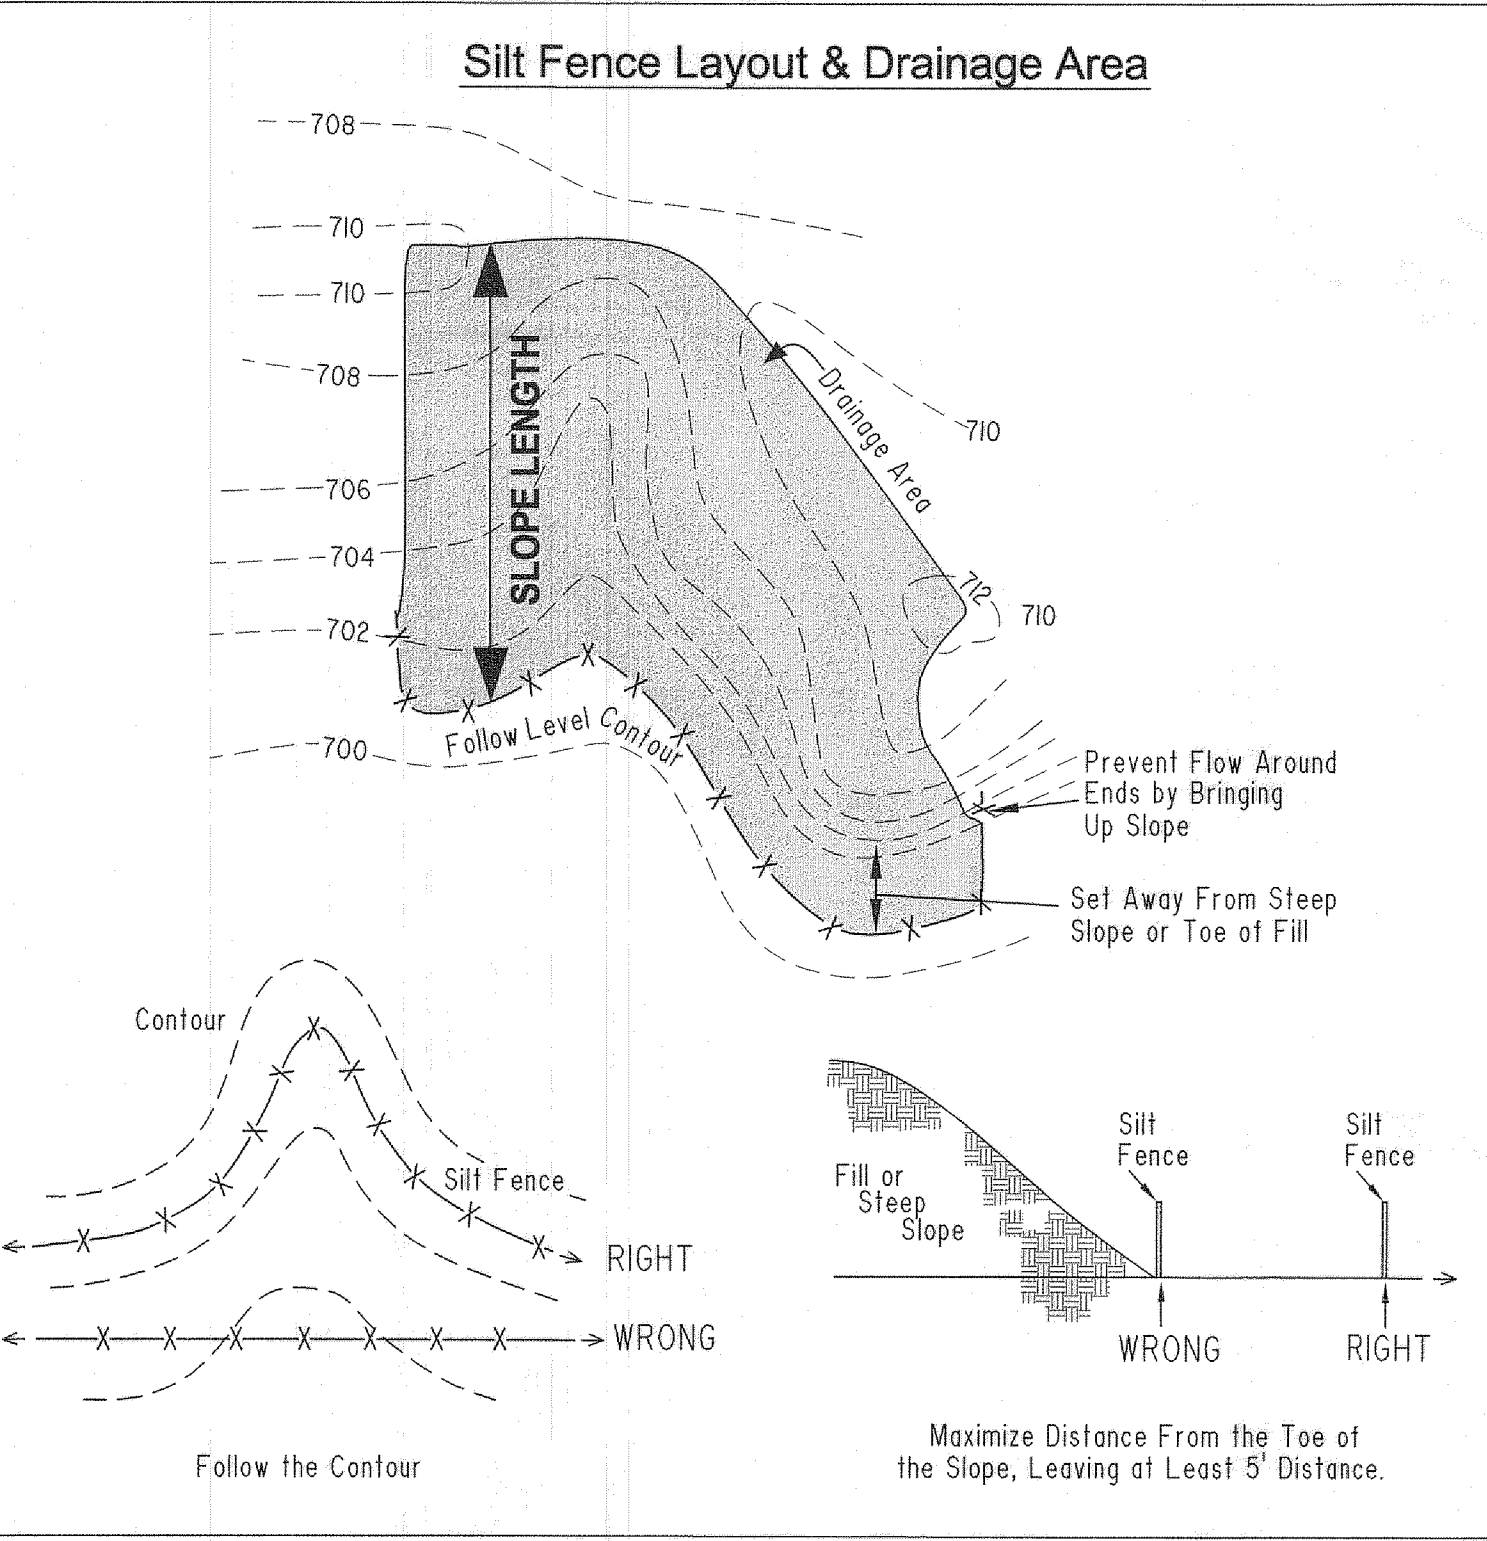 Silt Fence Layout & Drainage Area
708
710
710
708
706
704
702
700
SLOPE LENGTH
Drainage Area
710
712
710
Follow Level Contour
Prevent Flow Around
Ends by Bringing
Up Slope
Set Away From Steep
Slope or Toe of Fill
Contour
Silt Fence
RIGHT
WRONG
Follow the Contour
Fill or
Steep
Slope
Silt
Fence
Silt
Fence
WRONG
RIGHT
Maximize Distance From the Toe of
the Slope, Leaving at Least 5' Distance.